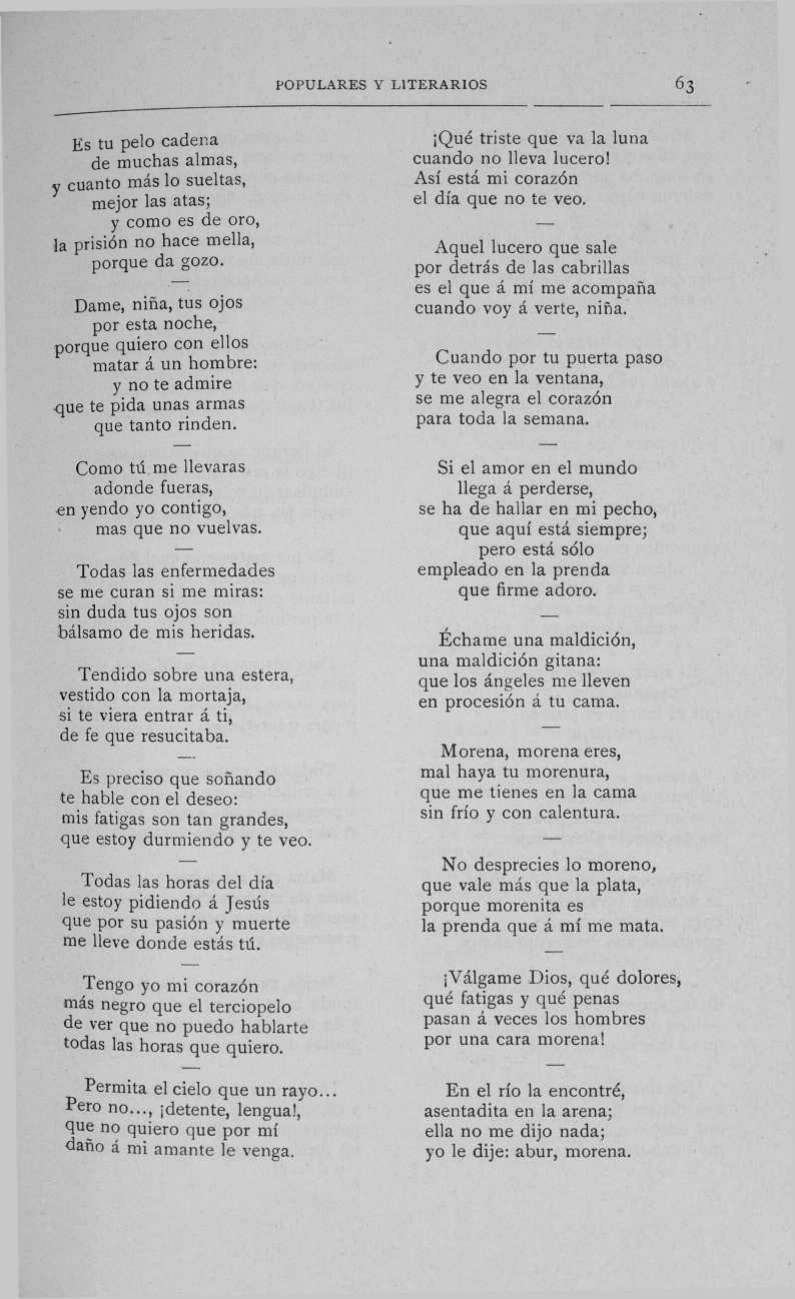 POPULARES Y LITERARIOS 63
Es tu pelo cadena
de muchas almas,
y cuanto más lo sueltas,
mejor las atas;
y como es de oro,
la prisión no hace mella,
porque da gozo.
—
Dame, niña, tus ojos
por esta noche,
porque quiero con ellos
matar á un hombre:
y no te admire
que te pida unas armas
que tanto rinden.
—
Como tú me llevaras
adonde fueras,
en yendo yo contigo,
mas que no vuelvas.
—
Todas las enfermedades
se me curan si me miras:
sin duda tus ojos son
bálsamo de mis heridas.
—
Tendido sobre una estera,
vestido con la mortaja,
si te viera entrar á ti,
de fe que resucitaba.
—
Es preciso que soñando
te hable con el deseo:
mis fatigas son tan grandes,
que estoy durmiendo y te veo.
—
Todas las horas del día
le estoy pidiendo á Jesús
que por su pasión y muerte
me lleve donde estás tú.
—
Tengo yo mi corazón
más negro que el terciopelo
de ver que no puedo hablarte
todas las horas que quiero.
—
Permita el cielo que un rayo...
Pero no..., ¡detente, lengua!,
que no quiero que por mí
daño á mi amante le venga.
¡Qué triste que va la luna
cuando no lleva lucero!
Así está mi corazón
el día que no te veo.
—
Aquel lucero que sale
por detrás de las cabrillas
es el que á mí me acompaña
cuando voy á verte, niña.
—
Cuando por tu puerta paso
y te veo en la ventana,
se me alegra el corazón
para toda la semana.
—
Si el amor en el mundo
llega á perderse,
se ha de hallar en mi pecho,
que aquí está siempre;
pero está sólo
empleado en la prenda
que firme adoro.
—
Échame una maldición,
una maldición gitana:
que los ángeles me lleven
en procesión á tu cama.
—
Morena, morena eres,
mal haya tu morenura,
que me tienes en la cama
sin frío y con calentura.
—
No desprecies lo moreno,
que vale más que la plata,
porque morenita es
la prenda que á mí me mata.
—
¡Válgame Dios, qué dolores,
qué fatigas y qué penas
pasan á veces los hombres
por una cara morena!
—
En el río la encontré,
asentadita en la arena;
ella no me dijo nada;
yo le dije: abur, morena.